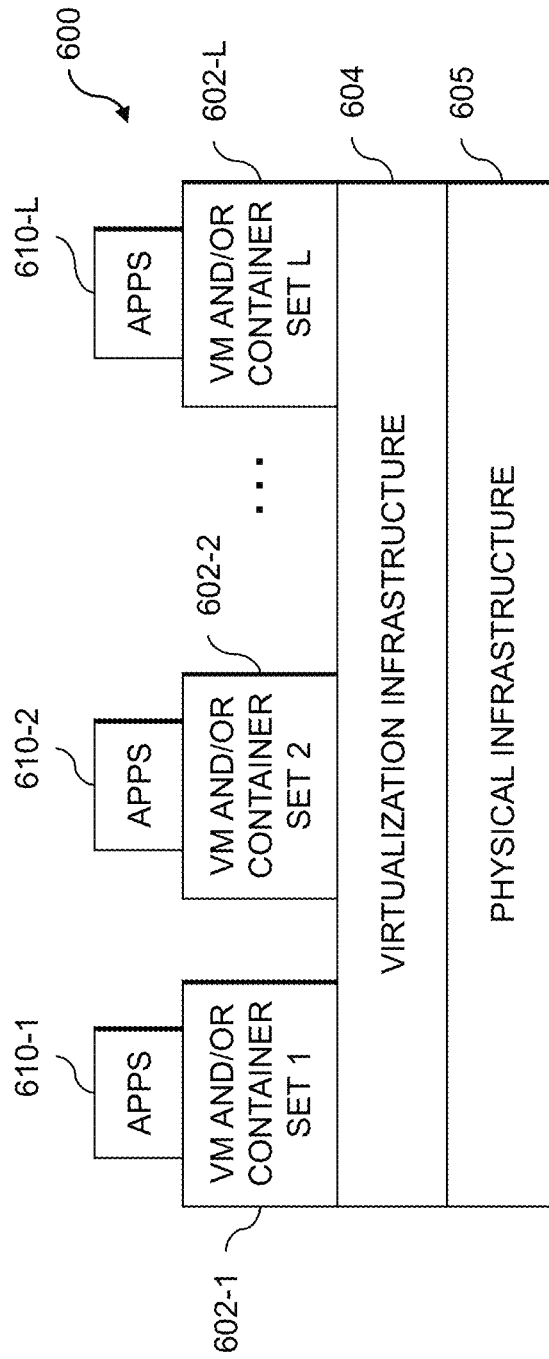 600
610-1
610-2
610-L
APPS
APPS
APPS
602-1
VM AND/OR
CONTAINER
SET 1
VM AND/OR
CONTAINER
SET 2
602-2
. . .
VM AND/OR
CONTAINER
SET L
602-L
VIRTUALIZATION INFRASTRUCTURE
604
PHYSICAL INFRASTRUCTURE
605